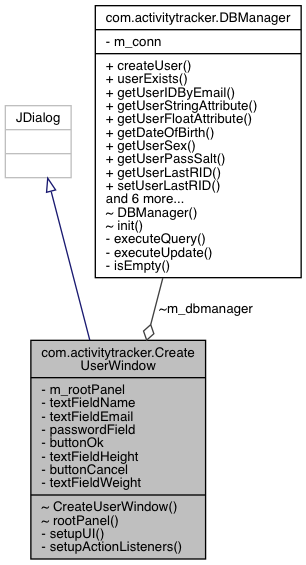 com.activitytracker.DBManager
- m_conn
+ createUser()
+ userExists()
+ getUserIDByEmail()
+ getUserStringAttribute()
+ getUserFloatAttribute()
+ getDateOfBirth()
+ getUserSex()
+ getUserPassSalt()
+ getUserLastRID()
+ setUserLastRID()
and 6 more...
~ DBManager()
~ init()
- executeQuery()
- executeUpdate()
- isEmpty()
JDialog
~m_dbmanager
com.activitytracker.Create
UserWindow
- m_rootPanel
- textFieldName
- textFieldEmail
- passwordField
- buttonOk
- textFieldHeight
- buttonCancel
- textFieldWeight
~ CreateUserWindow()
~ rootPanel()
- setupUI()
- setupActionListeners()